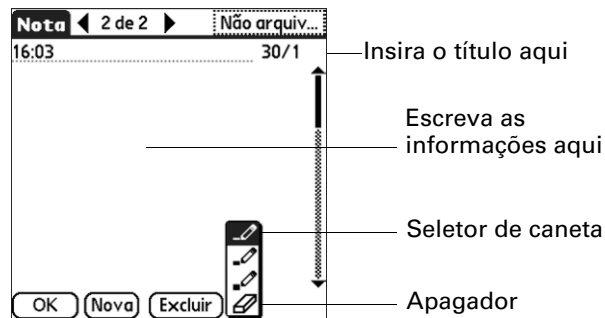 Nota 2 de 2 Não arquiv...
16:03 30/1
Insira o título aqui
Escreva as
informações aqui
Seletor de caneta
OK Nova Excluir
Apagador